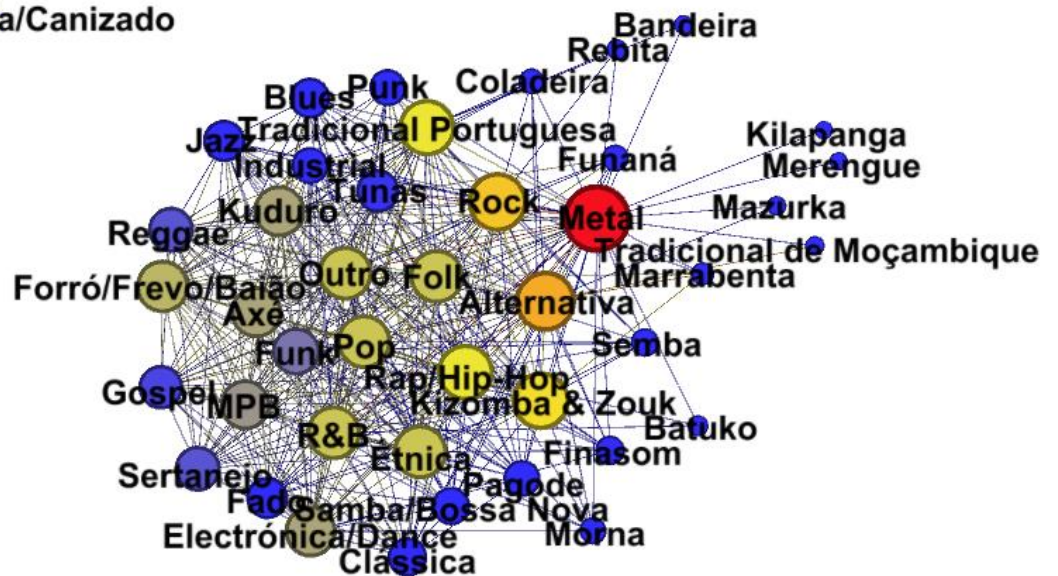 a/Canizado
Bandeira
Rebita
Coladeira
Punk
Blues
Tradicional Portuguesa
Jazz
Kilapanga
Funaná
Merengue
Industrial
Tunas
Rock
Kuduro
Metal
Mazurka
Reggae
Tradicional de Moçambique
Outro
Folk
Marrabenta
Forró/Frevo/Baião
Alternativa
Axé
Semba
Funk
Pop
Rap/Hip-Hop
Gospel
MPB
Kizomba & Zouk
Batuko
R&B
Étnica
Finasom
Sertanejo
Pagode
Fado
Samba/Bossa Nova
Electrónica/Dance
Morna
Clássica